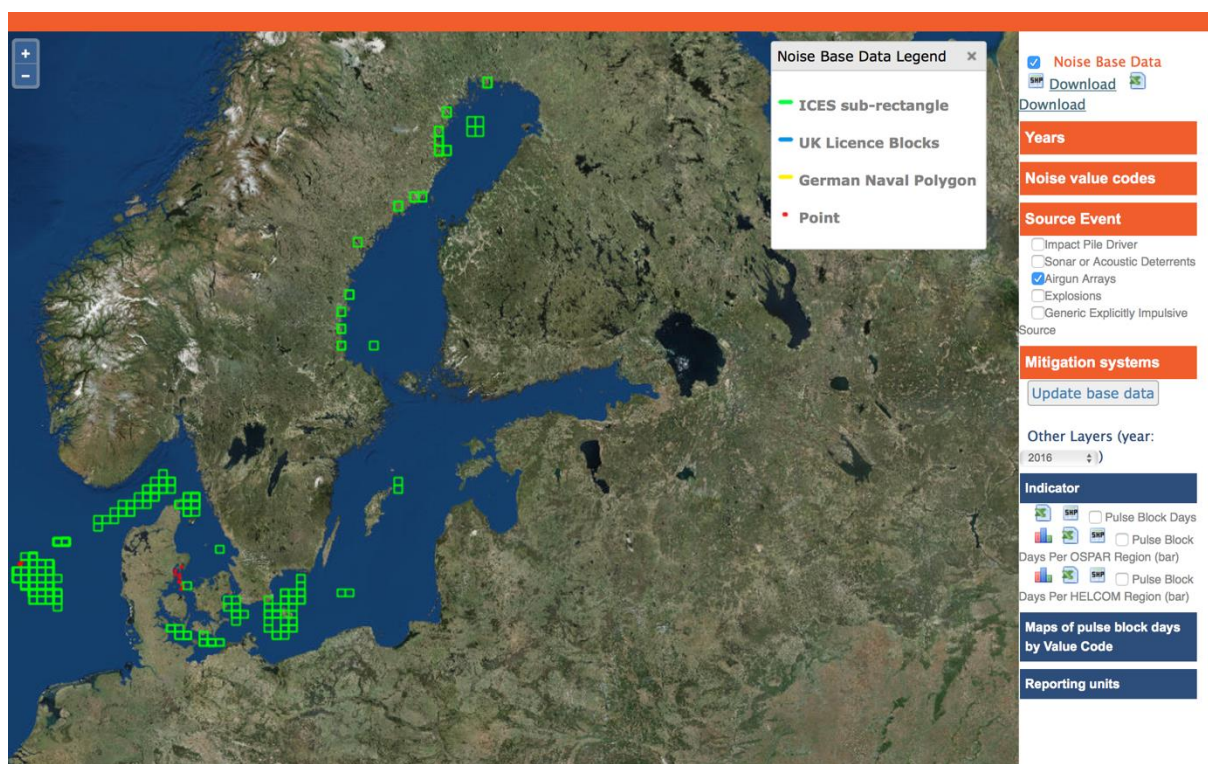 +
-
Noise Base Data Legend ×
ICES sub-rectangle
UK Licence Blocks
German Naval Polygon
Point
Noise Base Data
SHP Download
Download
Years
Noise value codes
Source Event
Impact Pile Driver
Sonar or Acoustic Deterrents
Airgun Arrays
Explosions
Generic Explicitly Impulsive
Source
Mitigation systems
Update base data
Other Layers (year:
2016 )
Indicator
SHP Pulse Block Days
SHP Pulse Block
Days Per OSPAR Region (bar)
SHP Pulse Block
Days Per HELCOM Region (bar)
Maps of pulse block days
by Value Code
Reporting units